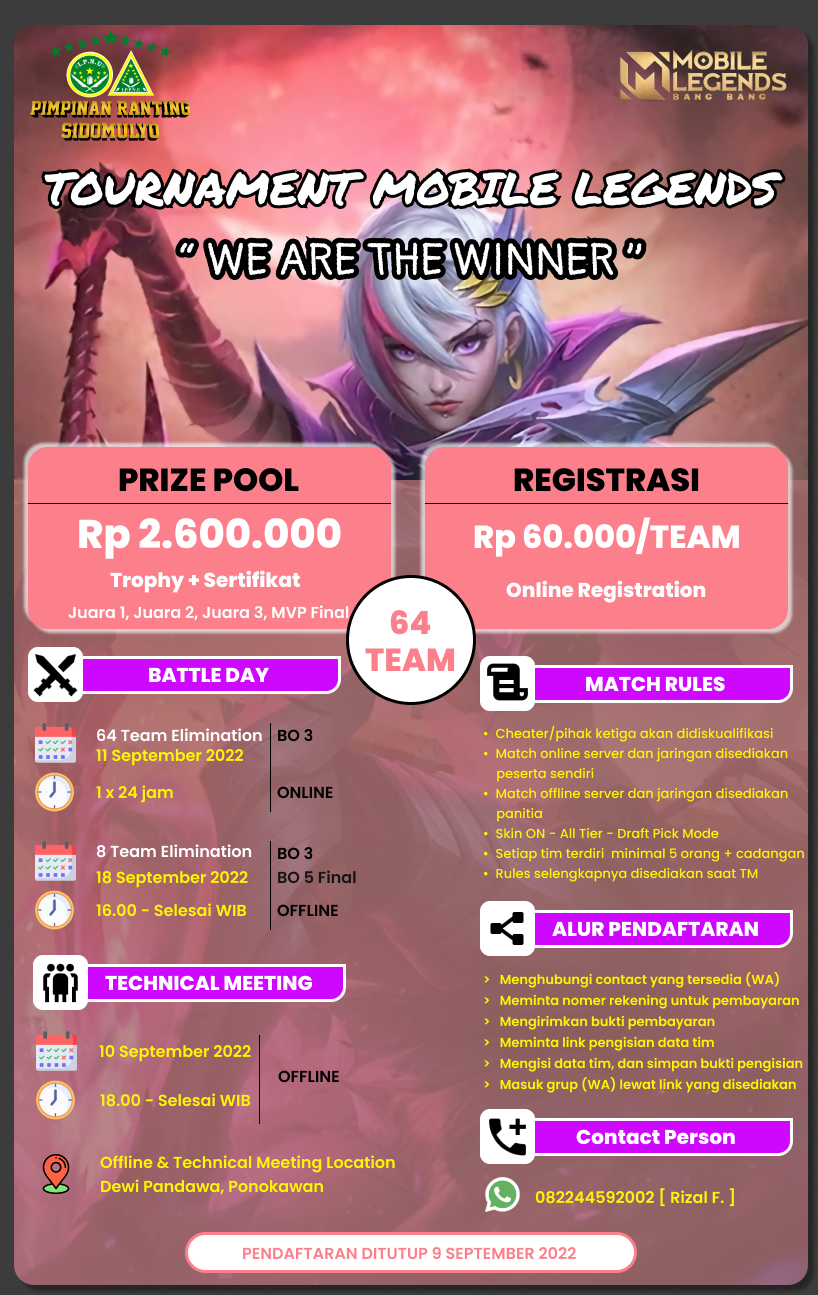 I.P.N.U
I.P.P.N.U
PIMPINAN RANTING
SIDOMULYO
MOBILE
LEGENDS
BANG BANG
TOURNAMENT MOBILE LEGENDS
“ WE ARE THE WINNER ”
PRIZE POOL
Rp 2.600.000
Trophy + Sertifikat
Juara 1, Juara 2, Juara 3, MVP Final
REGISTRASI
Rp 60.000/TEAM
Online Registration
64
TEAM
BATTLE DAY
64 Team Elimination
BO 3
11 September 2022
1 x 24 jam
ONLINE
8 Team Elimination
BO 3
18 September 2022
BO 5 Final
16.00 - Selesai WIB
OFFLINE
TECHNICAL MEETING
10 September 2022
OFFLINE
18.00 - Selesai WIB
Offline & Technical Meeting Location
Dewi Pandawa, Ponokawan
MATCH RULES
• Cheater/pihak ketiga akan didiskualifikasi
• Match online server dan jaringan disediakan
peserta sendiri
• Match offline server dan jaringan disediakan
panitia
• Skin ON - All Tier - Draft Pick Mode
• Setiap tim terdiri minimal 5 orang + cadangan
• Rules selengkapnya disediakan saat TM
ALUR PENDAFTARAN
> Menghubungi contact yang tersedia (WA)
> Meminta nomer rekening untuk pembayaran
> Mengirimkan bukti pembayaran
> Meminta link pengisian data tim
> Mengisi data tim, dan simpan bukti pengisian
> Masuk grup (WA) lewat link yang disediakan
Contact Person
082244592002 [ Rizal F. ]
PENDAFTARAN DITUTUP 9 SEPTEMBER 2022